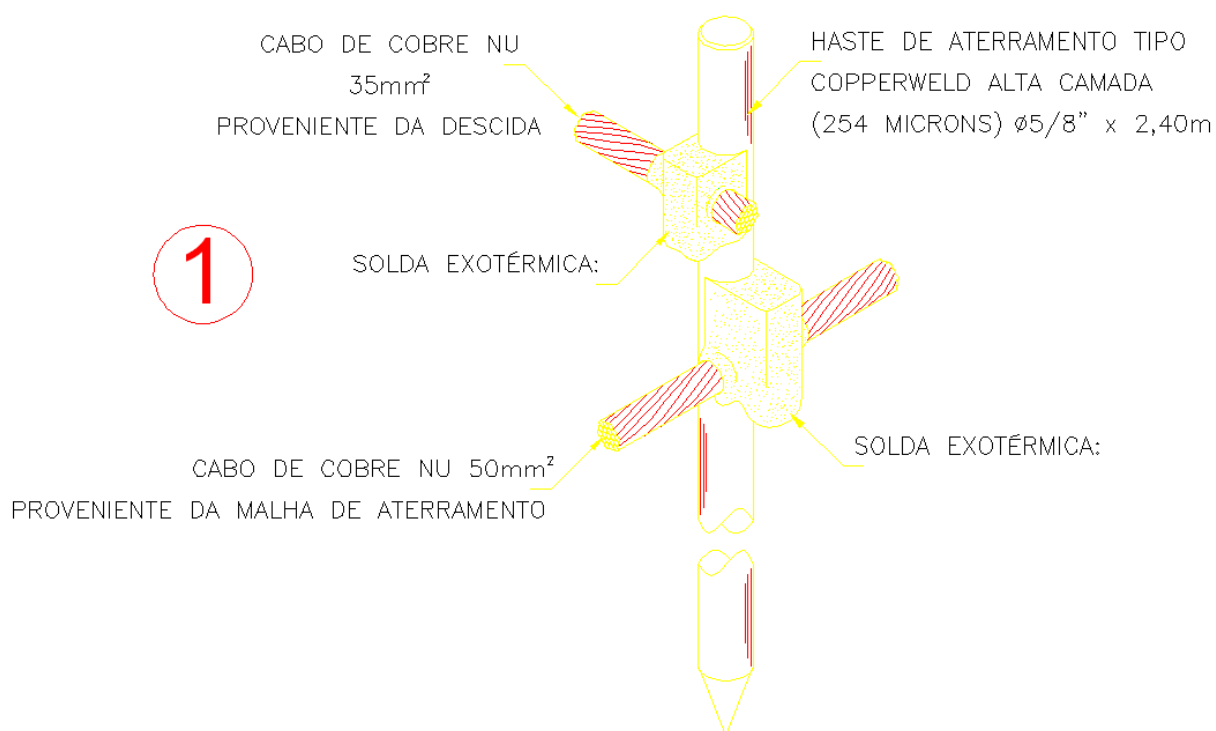 CABO DE COBRE NU
35mm²
PROVENIENTE DA DESCIDA
HASTE DE ATERRAMENTO TIPO
COPPERWELD ALTA CAMADA
(254 MICRONS) ø5/8" x 2,40m
1
SOLDA EXOTÉRMICA:
SOLDA EXOTÉRMICA:
CABO DE COBRE NU 50mm²
PROVENIENTE DA MALHA DE ATERRAMENTO